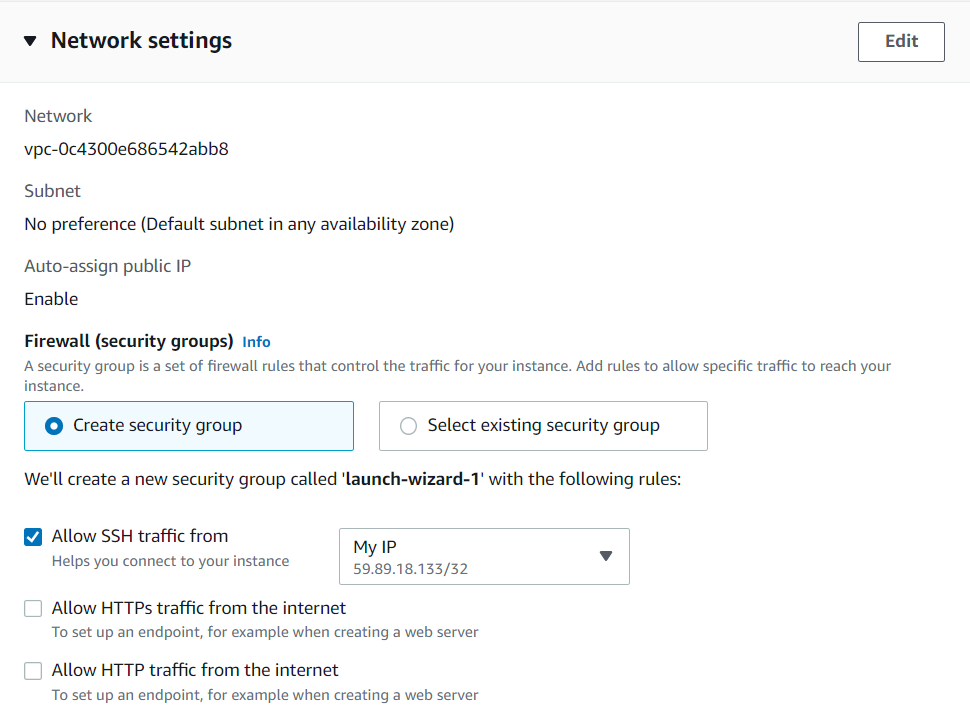 Network settings
Edit
Network
vpc-0c4300e686542abb8
Subnet
No preference (Default subnet in any availability zone)
Auto-assign public IP
Enable
Firewall (security groups) Info
A security group is a set of firewall rules that control the traffic for your instance. Add rules to allow specific traffic to reach your
instance.
Create security group
Select existing security group
We'll create a new security group called 'launch-wizard-1' with the following rules:
Allow SSH traffic from
Helps you connect to your instance
My IP
59.89.18.133/32
Allow HTTPs traffic from the internet
To set up an endpoint, for example when creating a web server
Allow HTTP traffic from the internet
To set up an endpoint, for example when creating a web server